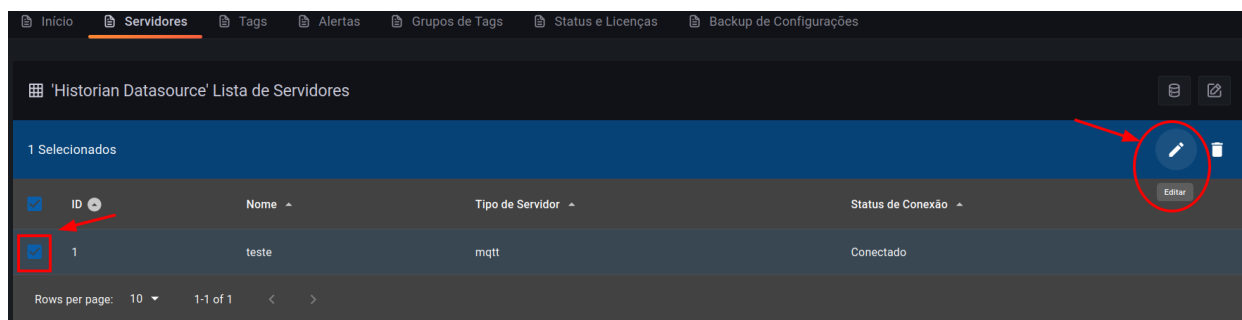 Início Servidores Tags Alertas Grupos de Tags Status e Licenças Backup de Configurações
'Historian Datasource' Lista de Servidores
1 Selecionados
Editar
ID Nome Tipo de Servidor Status de Conexão
1 teste mqtt Conectado
Rows per page: 10 1-1 of 1